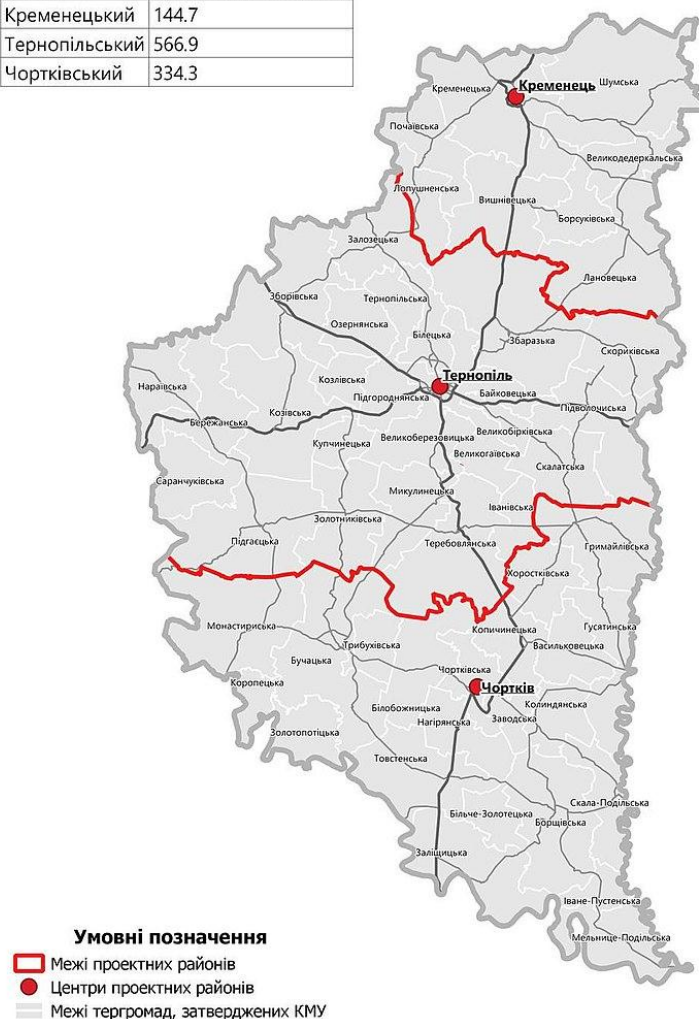 Кременецький 144.7
Тернопільський 566.9
Чортківський 334.3
Кременець
Шумська
Кременецька
Почаївська
Великодедеркальська
Лопушненська
Вишнівецька
Борсуківська
Залозецька
Лановецька
Зборівська
Тернопільська
Озернянська
Білецька
Збаразька
Скориківська
Тернопіль
Козлівська
Нараївська
Підгороднянська
Байковецька
Підволочиська
Козівська
Бережанська
Великоберезовицька
Великобірківська
Купчинецька
Великогаївська
Скалатська
Саранчуківська
Микулинецька
Іванівська
Золотниківська
Підгаєцька
Теребовлянська
Гримайлівська
Хоростківська
Монастириська
Копичинецька
Гусятинська
Трибухівська
Васильковецька
Бучацька
Чортківська
Коропецька
Чортків
Білобожницька
Колиндянська
Нагірянська
Заводська
Золотопотіцька
Товстенська
Скала-Подільська
Більче-Золотецька
Борщівська
Заліщицька
Іване-Пустенська
Мельнице-Подільська
Умовні позначення
Межі проектних районів
Центри проектних районів
Межі тергромад, затверджених КМУ